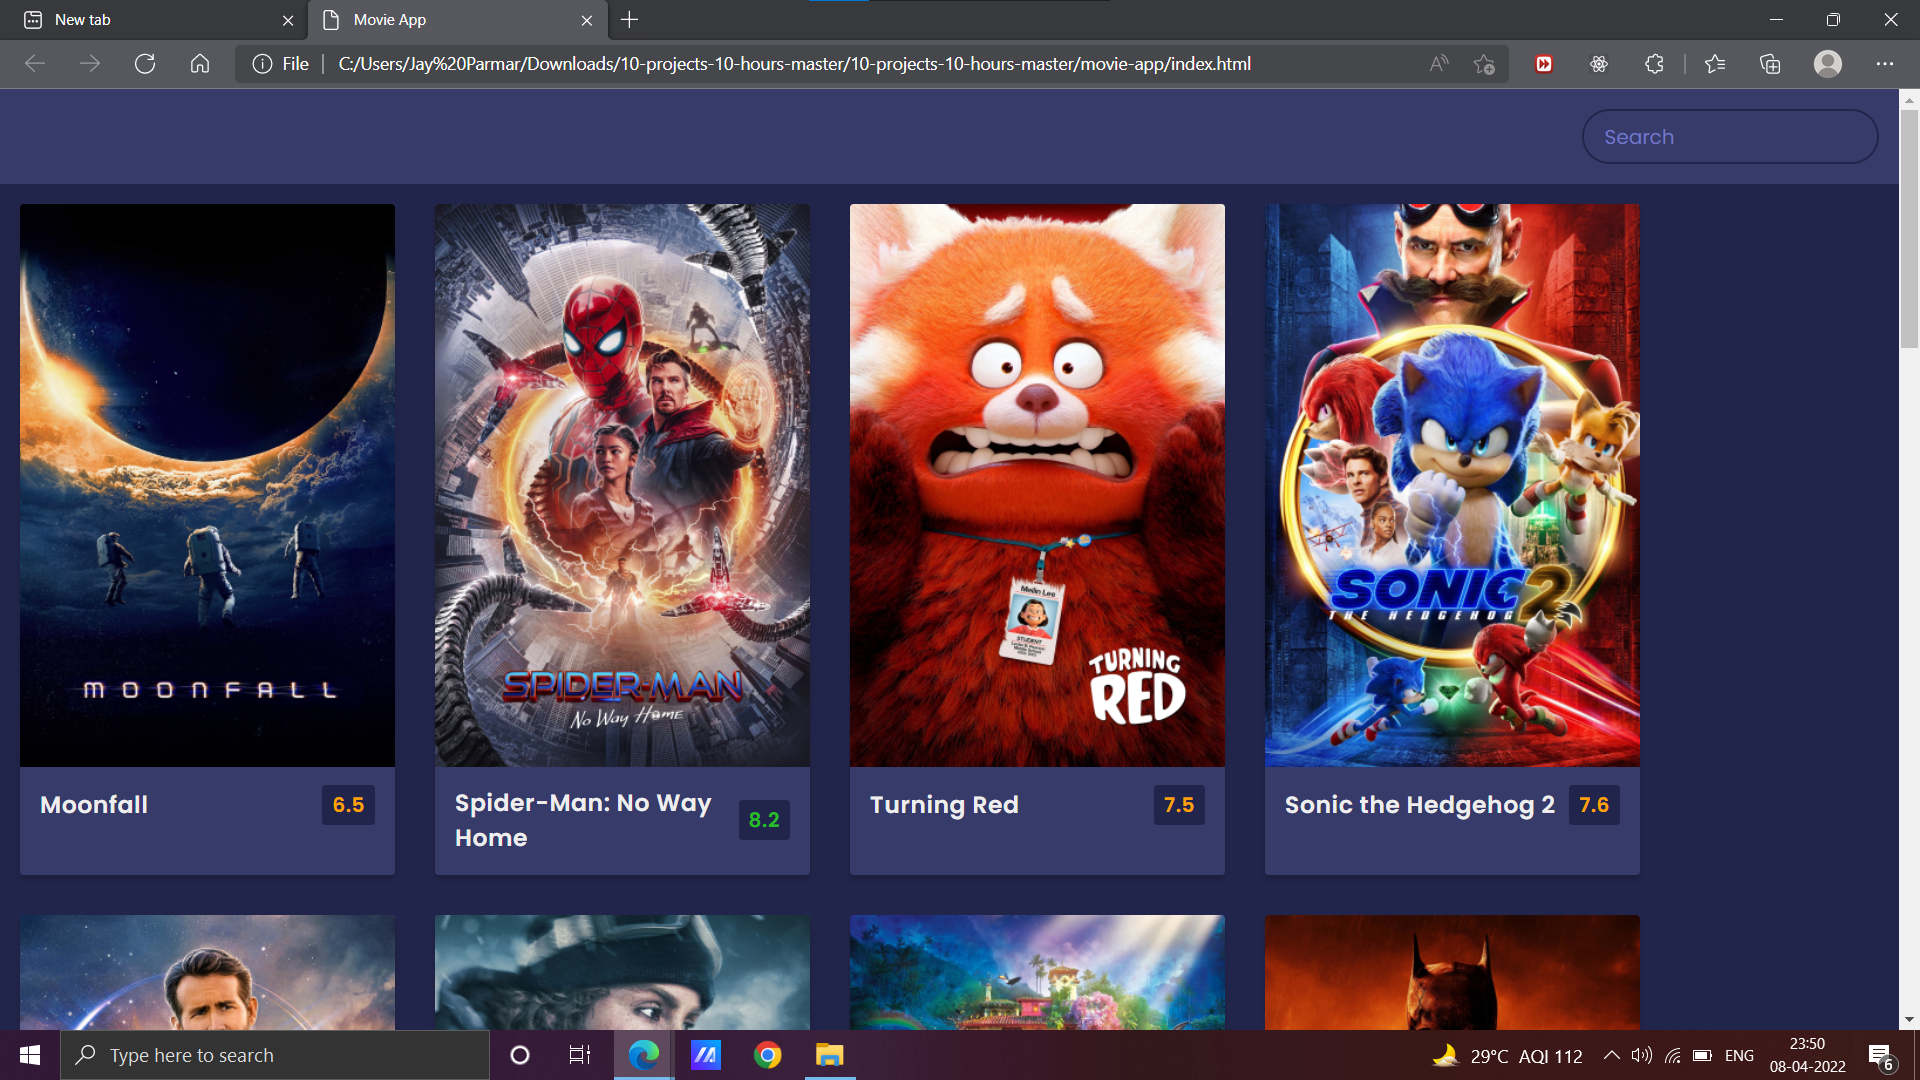 New tab
Movie App
File
C:/Users/Jay%20Parmar/Downloads/10-projects-10-hours-master/10-projects-10-hours-master/movie-app/index.html
Search
MOONFALL
SPIDER-MAN
No Way Home
Meilin Lee
STUDENT
TURNING
RED
SONIC 2
THE HEDGEHOG
Moonfall
6.5
Spider-Man: No Way
Home
8.2
Turning Red
7.5
Sonic the Hedgehog 2
7.6
Type here to search
29°C AQI 112
ENG
23:50
08-04-2022
6